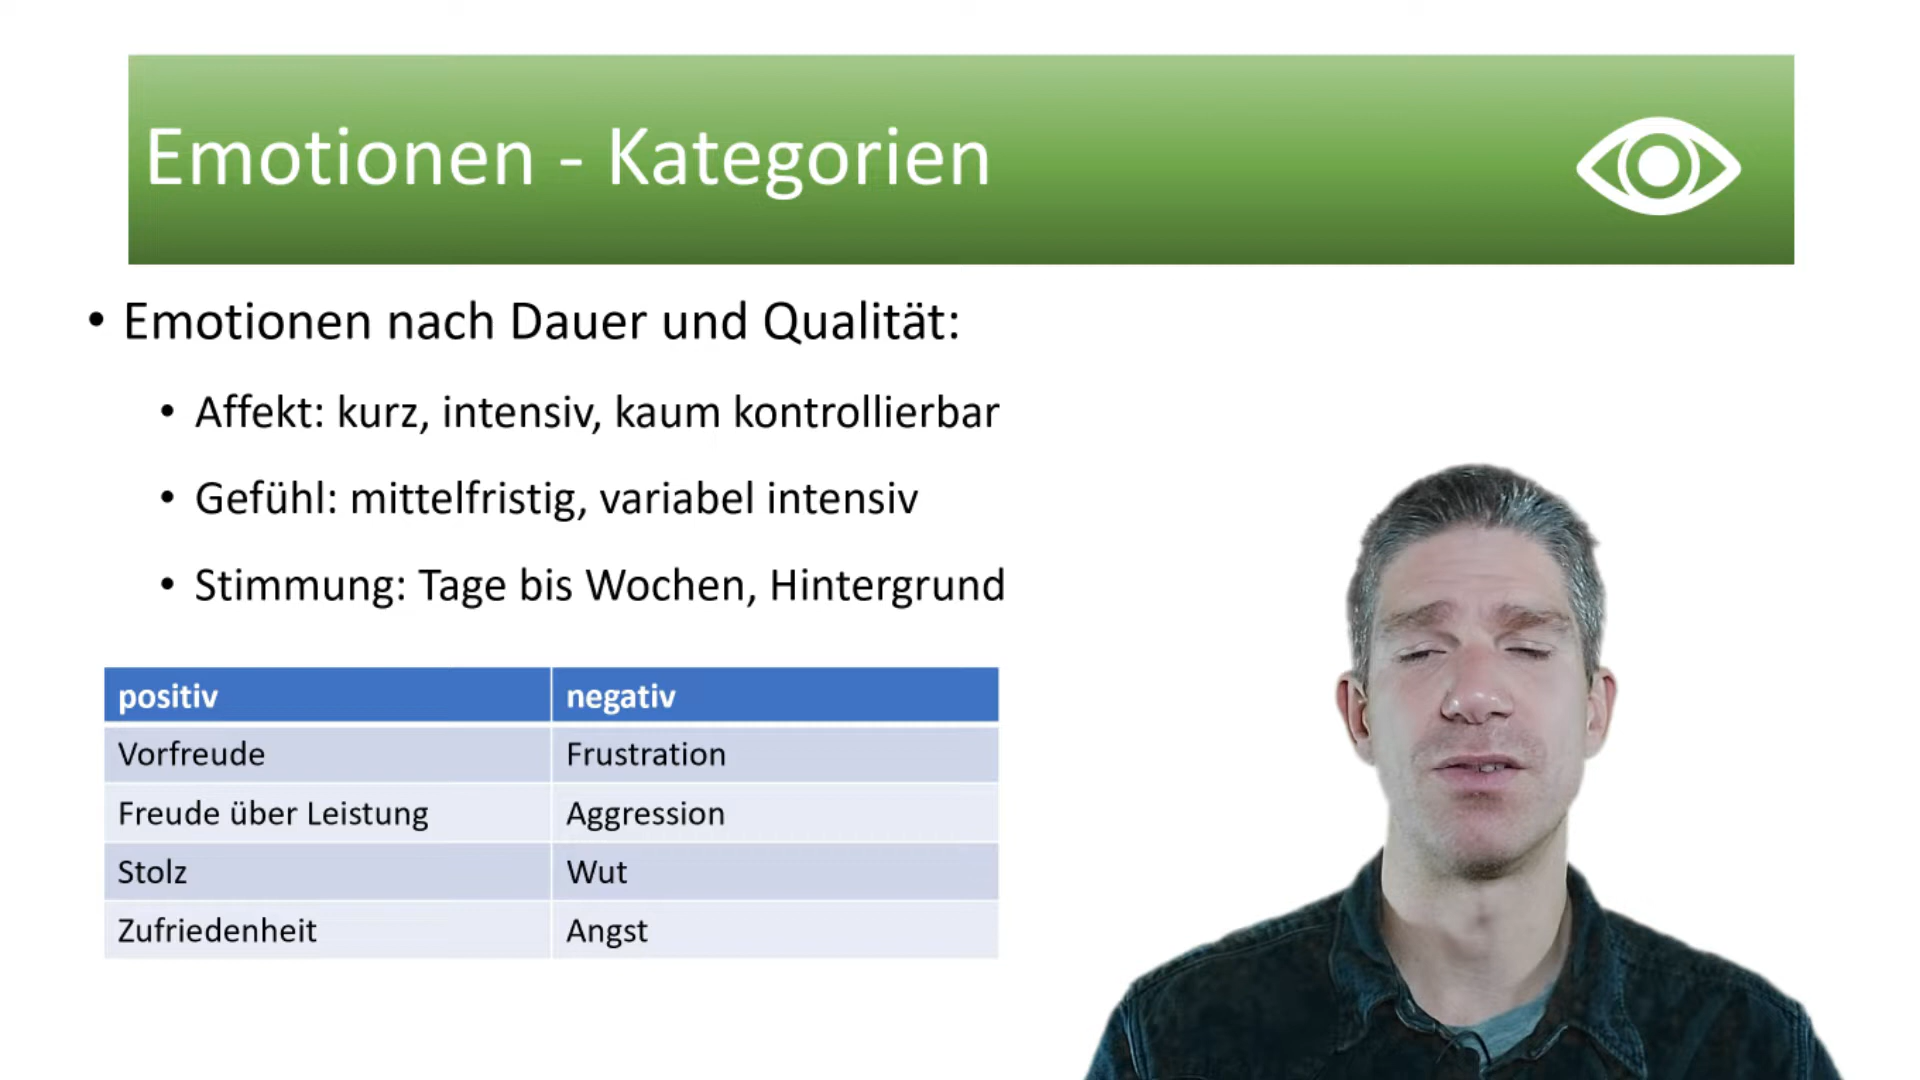 Emotionen - Kategorien
• Emotionen nach Dauer und Qualität:
• Affekt: kurz, intensiv, kaum kontrollierbar
• Gefühl: mittelfristig, variabel intensiv
• Stimmung: Tage bis Wochen, Hintergrund
positiv negativ
Vorfreude Frustration
Freude über Leistung Aggression
Stolz Wut
Zufriedenheit Angst